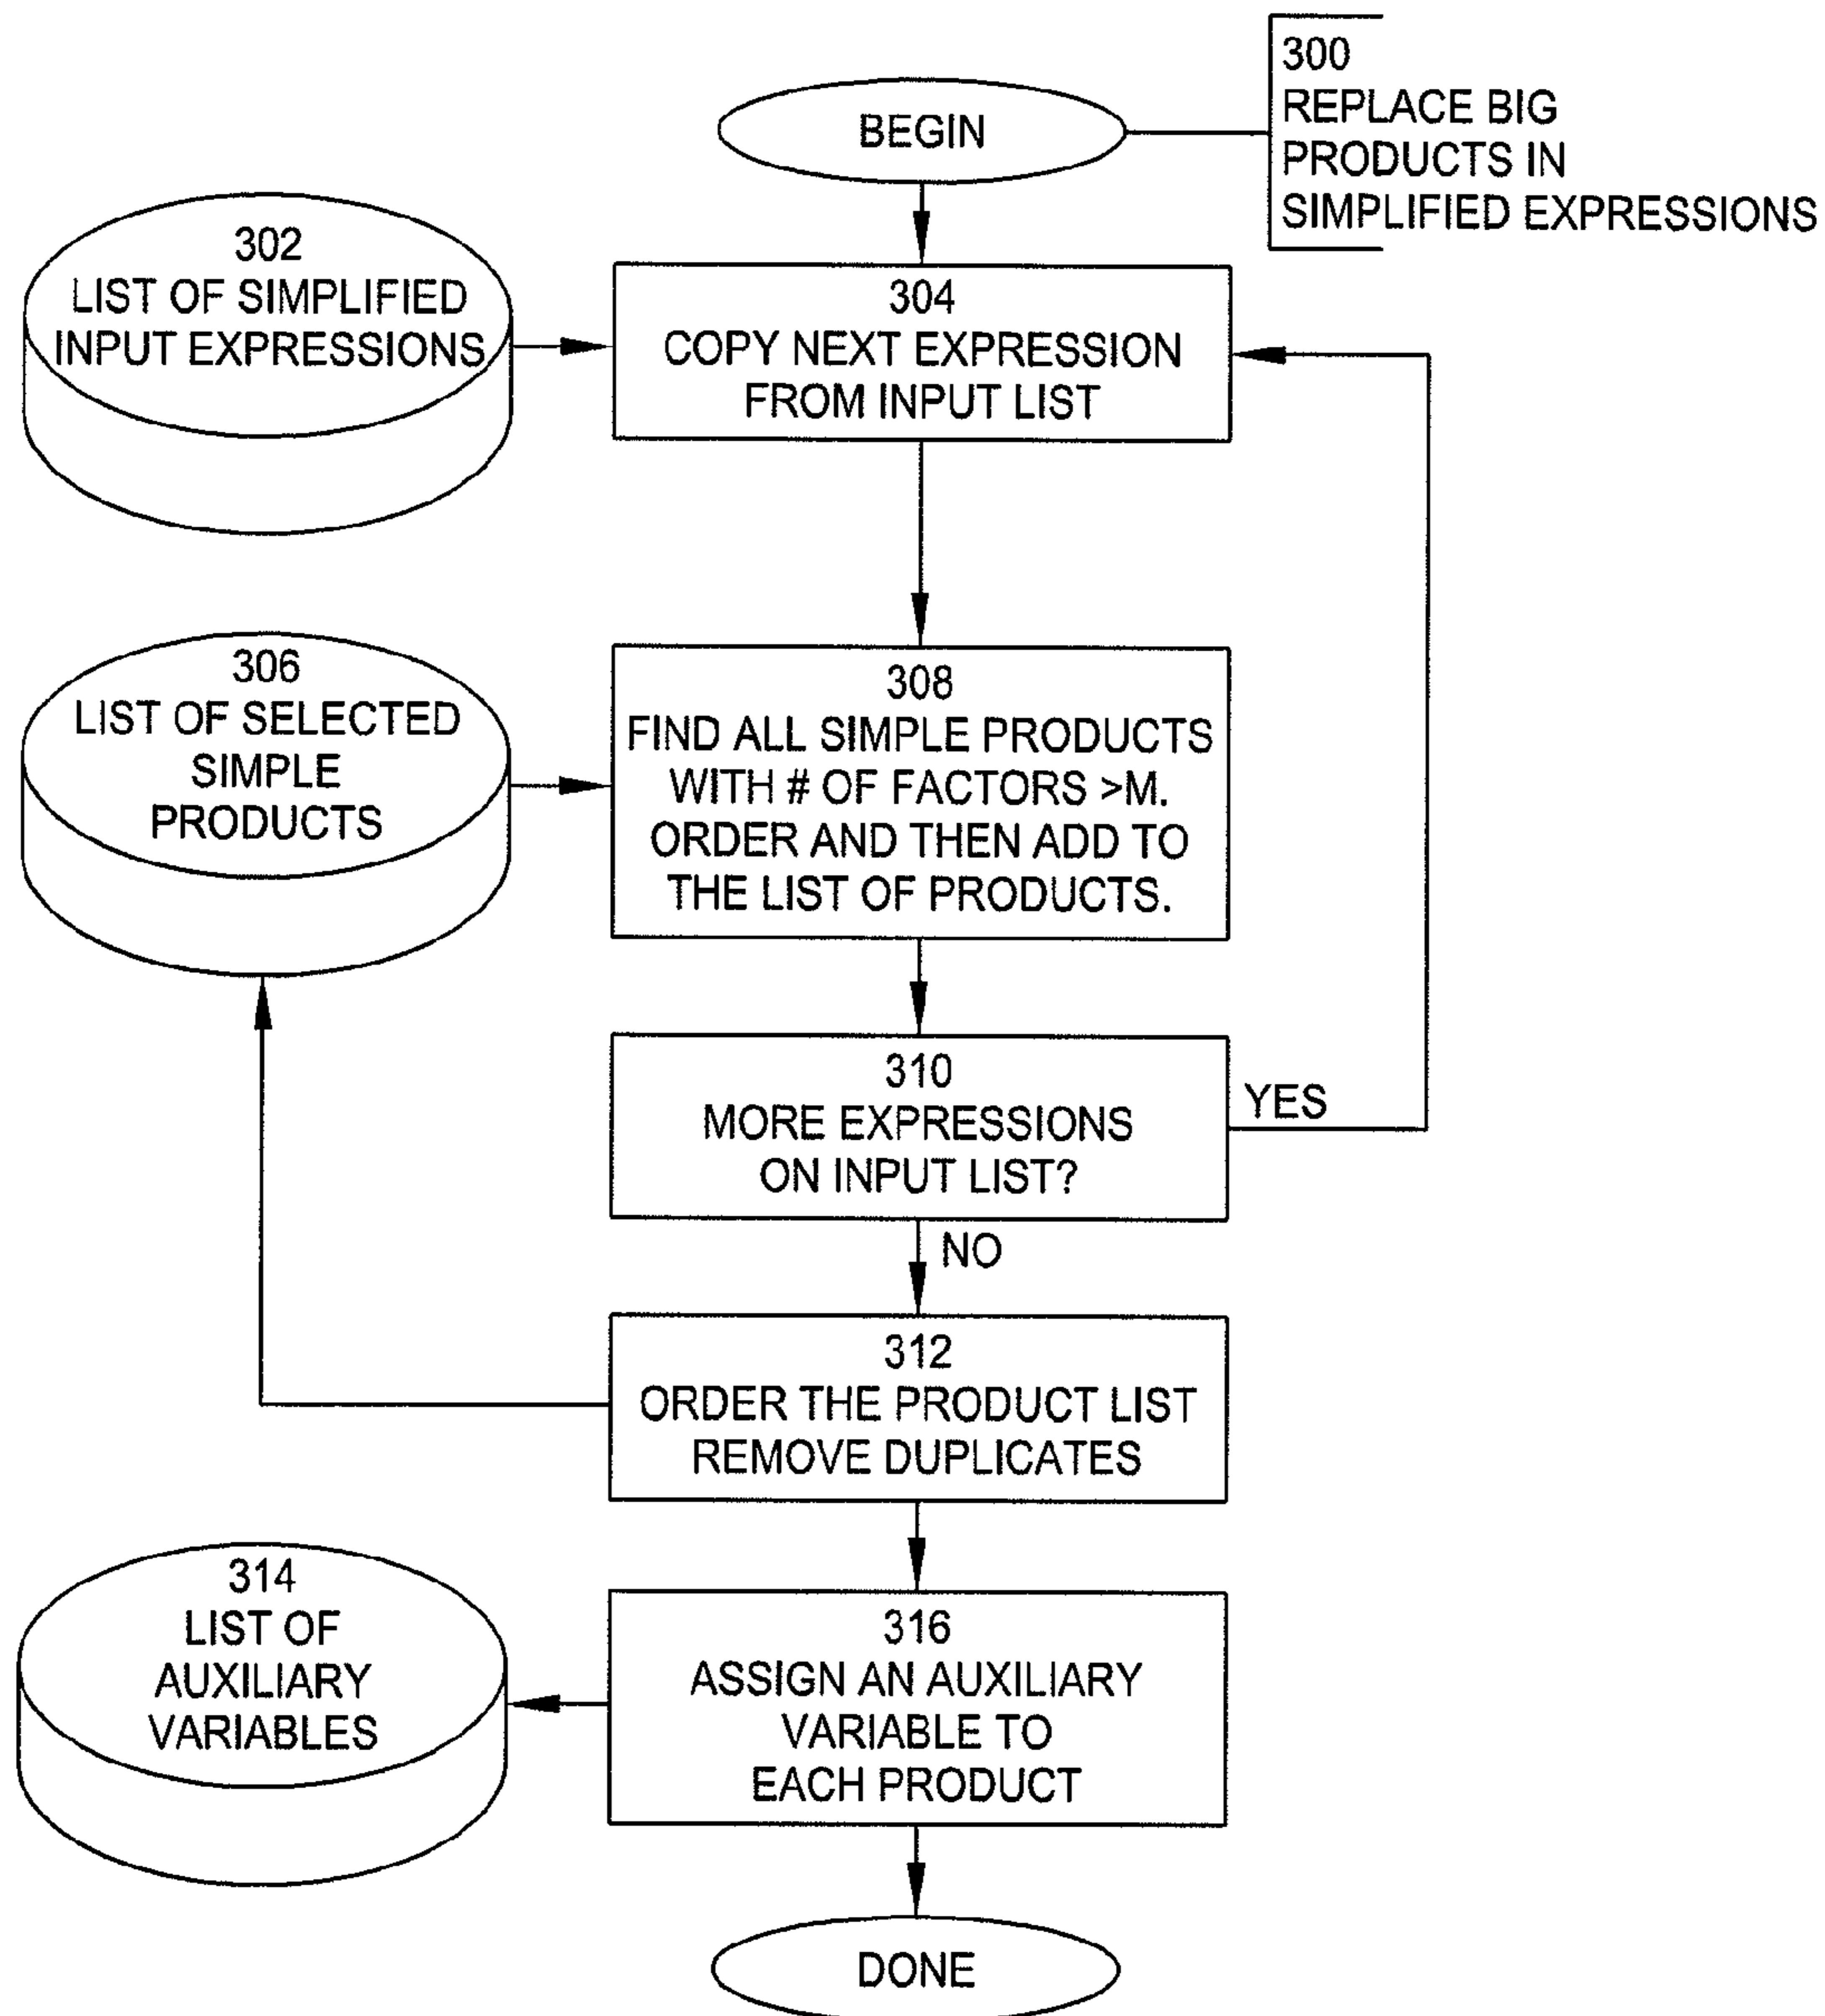 BEGIN
300
REPLACE BIG
PRODUCTS IN
SIMPLIFIED EXPRESSIONS
302
LIST OF SIMPLIFIED
INPUT EXPRESSIONS
304
COPY NEXT EXPRESSION
FROM INPUT LIST
306
LIST OF SELECTED
SIMPLE
PRODUCTS
308
FIND ALL SIMPLE PRODUCTS
WITH # OF FACTORS >M.
ORDER AND THEN ADD TO
THE LIST OF PRODUCTS.
310
MORE EXPRESSIONS
ON INPUT LIST?
YES
NO
312
ORDER THE PRODUCT LIST
REMOVE DUPLICATES
314
LIST OF
AUXILIARY
VARIABLES
316
ASSIGN AN AUXILIARY
VARIABLE TO
EACH PRODUCT
DONE